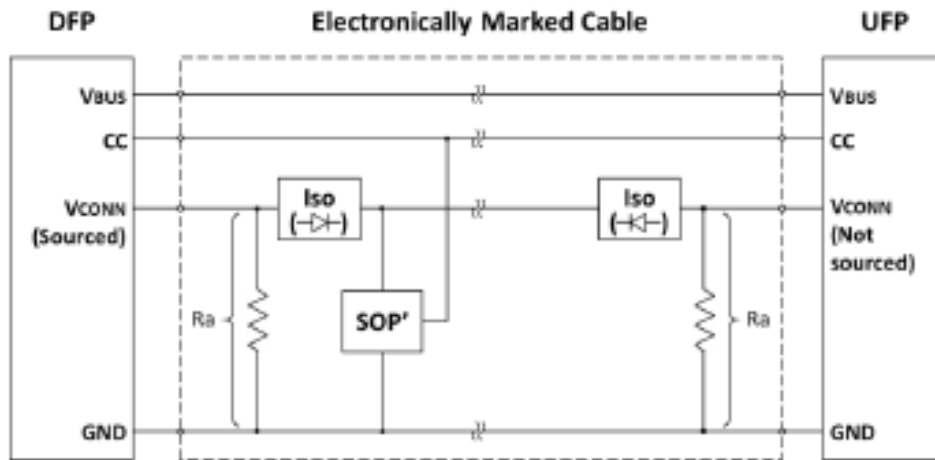 DFP
Electronically Marked Cable
UFP
VBUS
VBUS
CC
CC
Iso
Iso
VCONN
(Sourced)
VCONN
(Not
sourced)
Ra
SOP'
Ra
GND
GND